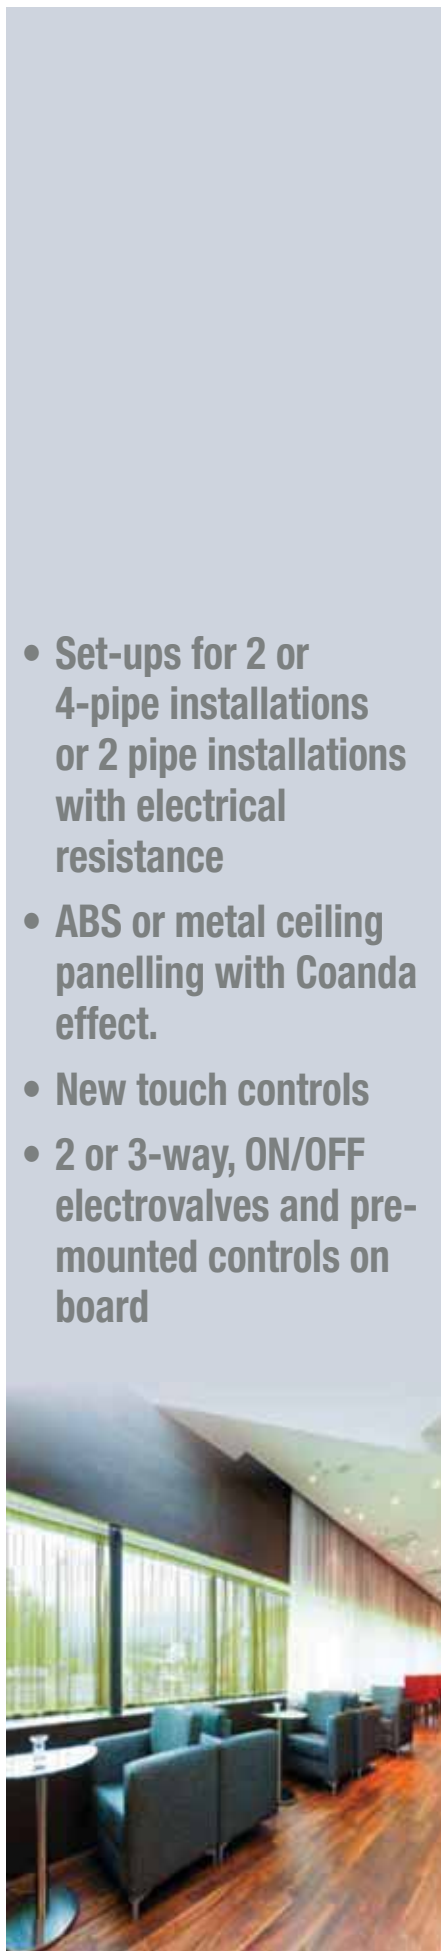 • Set-ups for 2 or
4-pipe installations
or 2 pipe installations
with electrical
resistance
• ABS or metal ceiling
panelling with Coanda
effect.
• New touch controls
• 2 or 3-way, ON/OFF
electrovalves and pre-
mounted controls on
board